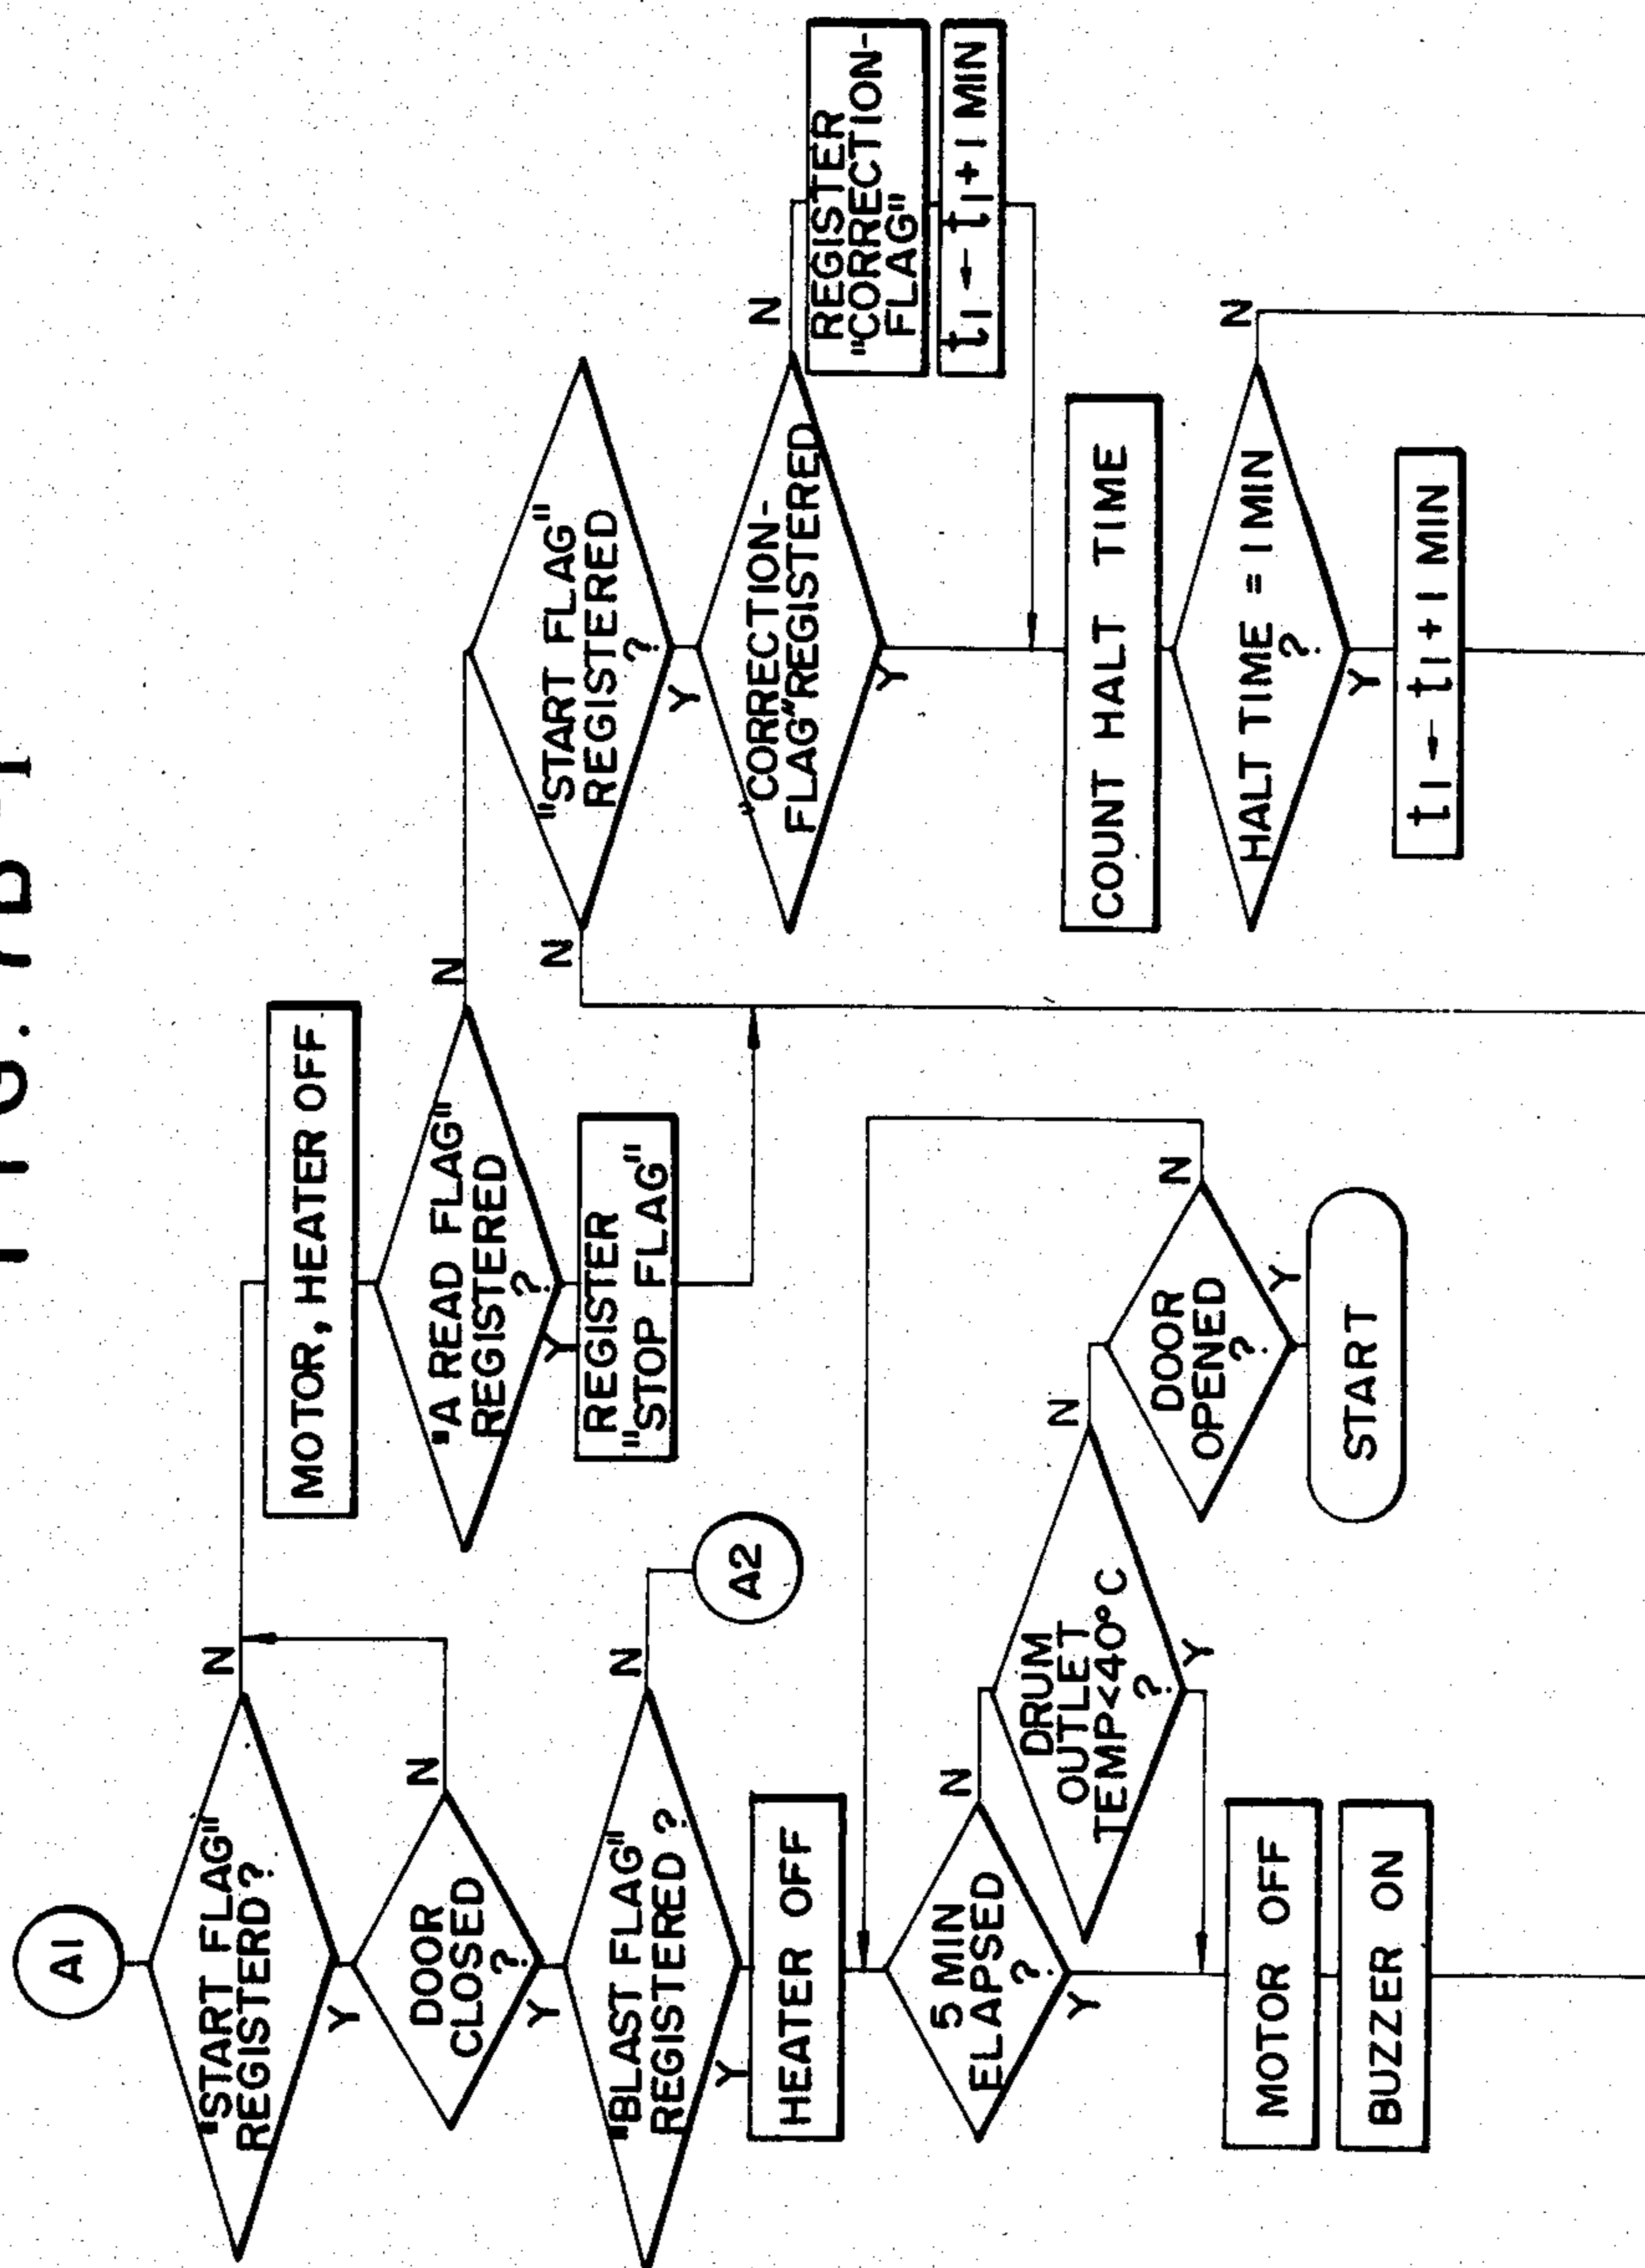 FIG. 7B-1
A1
"START FLAG"
REGISTERD?
N
Y
DOOR
CLOSED
?
N
Y
"BLAST FLAG"
REGISTERED ?
N
Y
A2
HEATER OFF
5 MIN
ELAPSED
?
N
Y
DRUM
OUTLET
TEMP<40°C
?
N
Y
DOOR
OPENED
?
N
Y
START
MOTOR OFF
BUZZER ON
MOTOR, HEATER OFF
"A READ FLAG"
REGISTERED
?
N
Y
REGISTER
"STOP FLAG"
"START FLAG"
REGISTERED
?
N
Y
"CORRECTION-
FLAG"REGISTERED
N
Y
REGISTER
"CORRECTION-
FLAG"
t1 ← t1 + 1 MIN
COUNT HALT TIME
HALT TIME = 1 MIN
?
N
Y
t1 ← t1 + 1 MIN